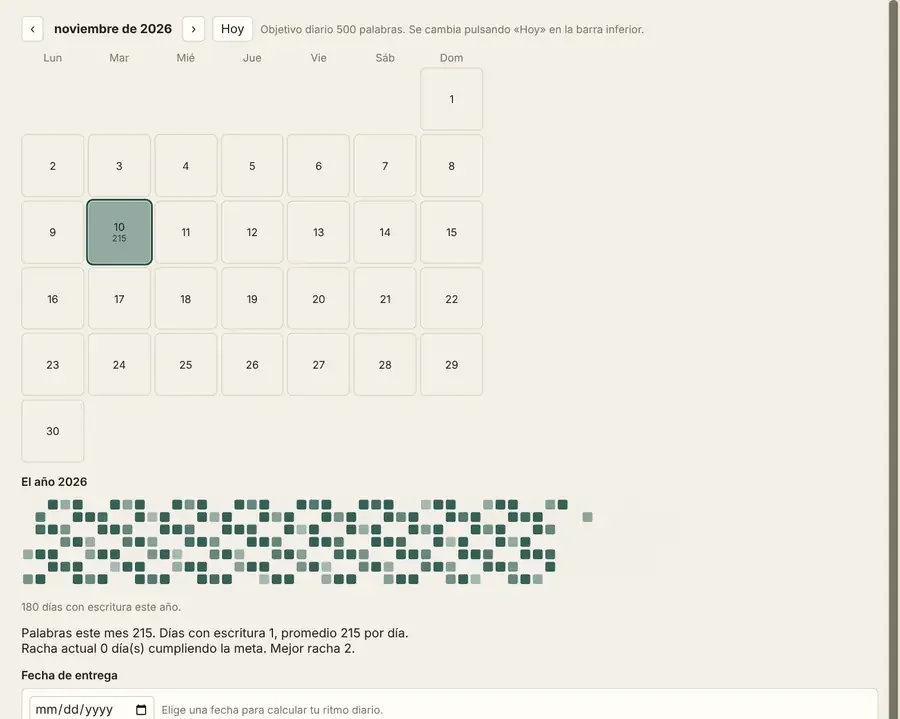 ‹ noviembre de 2026 › Hoy Objetivo diario 500 palabras. Se cambia pulsando «Hoy» en la barra inferior.
Lun Mar Mié Jue Vie Sáb Dom
1
2 3 4 5 6 7 8
9 10 11 12 13 14 15
215
16 17 18 19 20 21 22
23 24 25 26 27 28 29
30
El año 2026
180 días con escritura este año.
Palabras este mes 215. Días con escritura 1, promedio 215 por día.
Racha actual 0 día(s) cumpliendo la meta. Mejor racha 2.
Fecha de entrega
mm/dd/yyyy Elige una fecha para calcular tu ritmo diario.